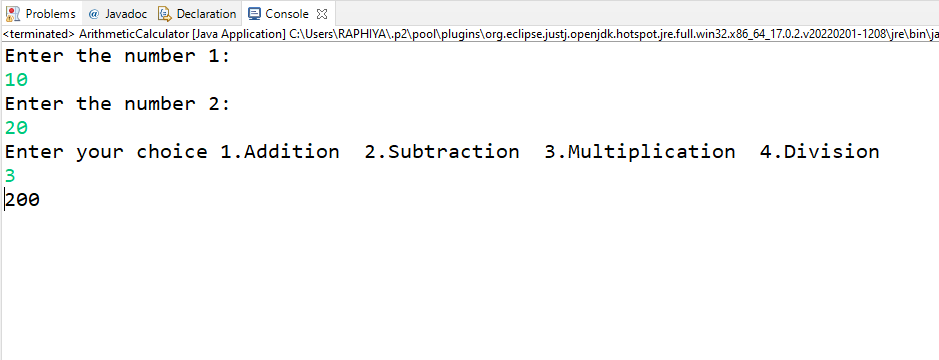 Problems @ Javadoc Declaration Console
<terminated> ArithmeticCalculator [Java Application] C:\Users\RAPHIYA\.p2\pool\plugins\org.eclipse.justj.openjdk.hotspot.jre.full.win32.x86_64_17.0.2.v20220201-1208\jre\bin\ja
Enter the number 1:
10
Enter the number 2:
20
Enter your choice 1.Addition  2.Subtraction  3.Multiplication  4.Division
3
200